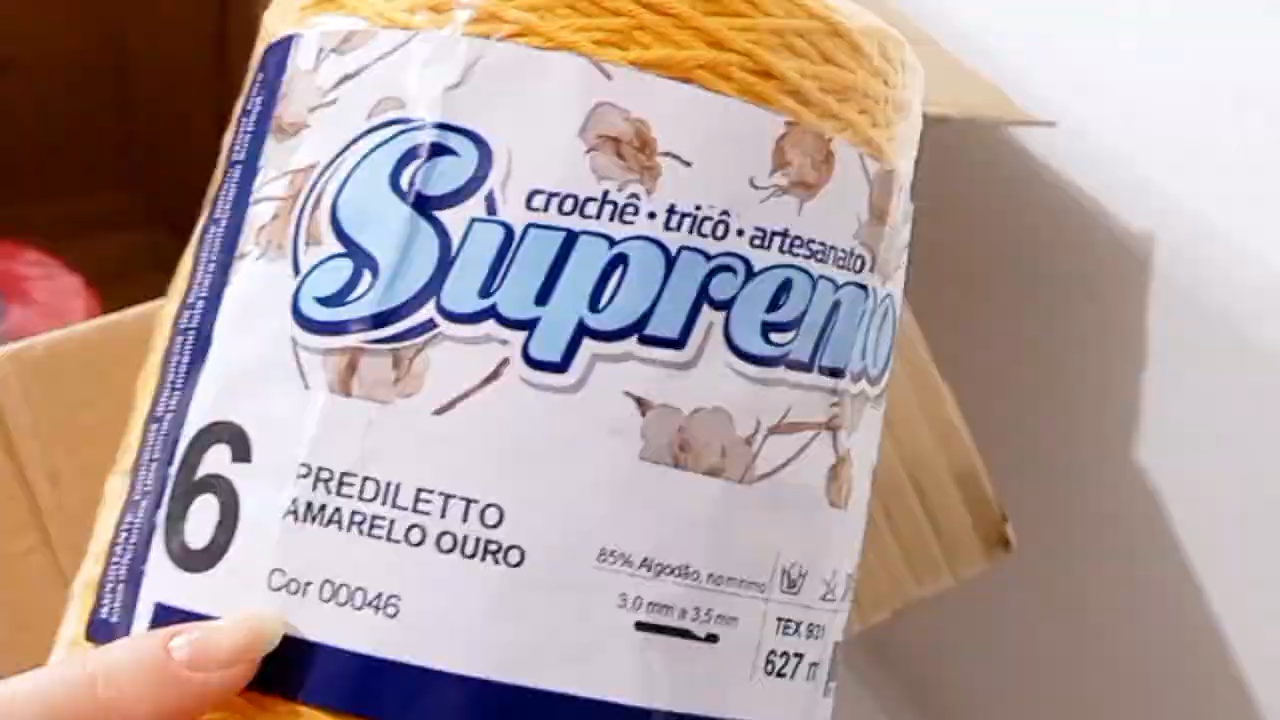 crochê • tricô • artesanato
Supremo
6
PREDILETTO
AMARELO OURO
Cor 00046
85% Algodão, no mínimo
3,0 mm a 3,5 mm
TEX 931
627 m
IMPORTANTE: